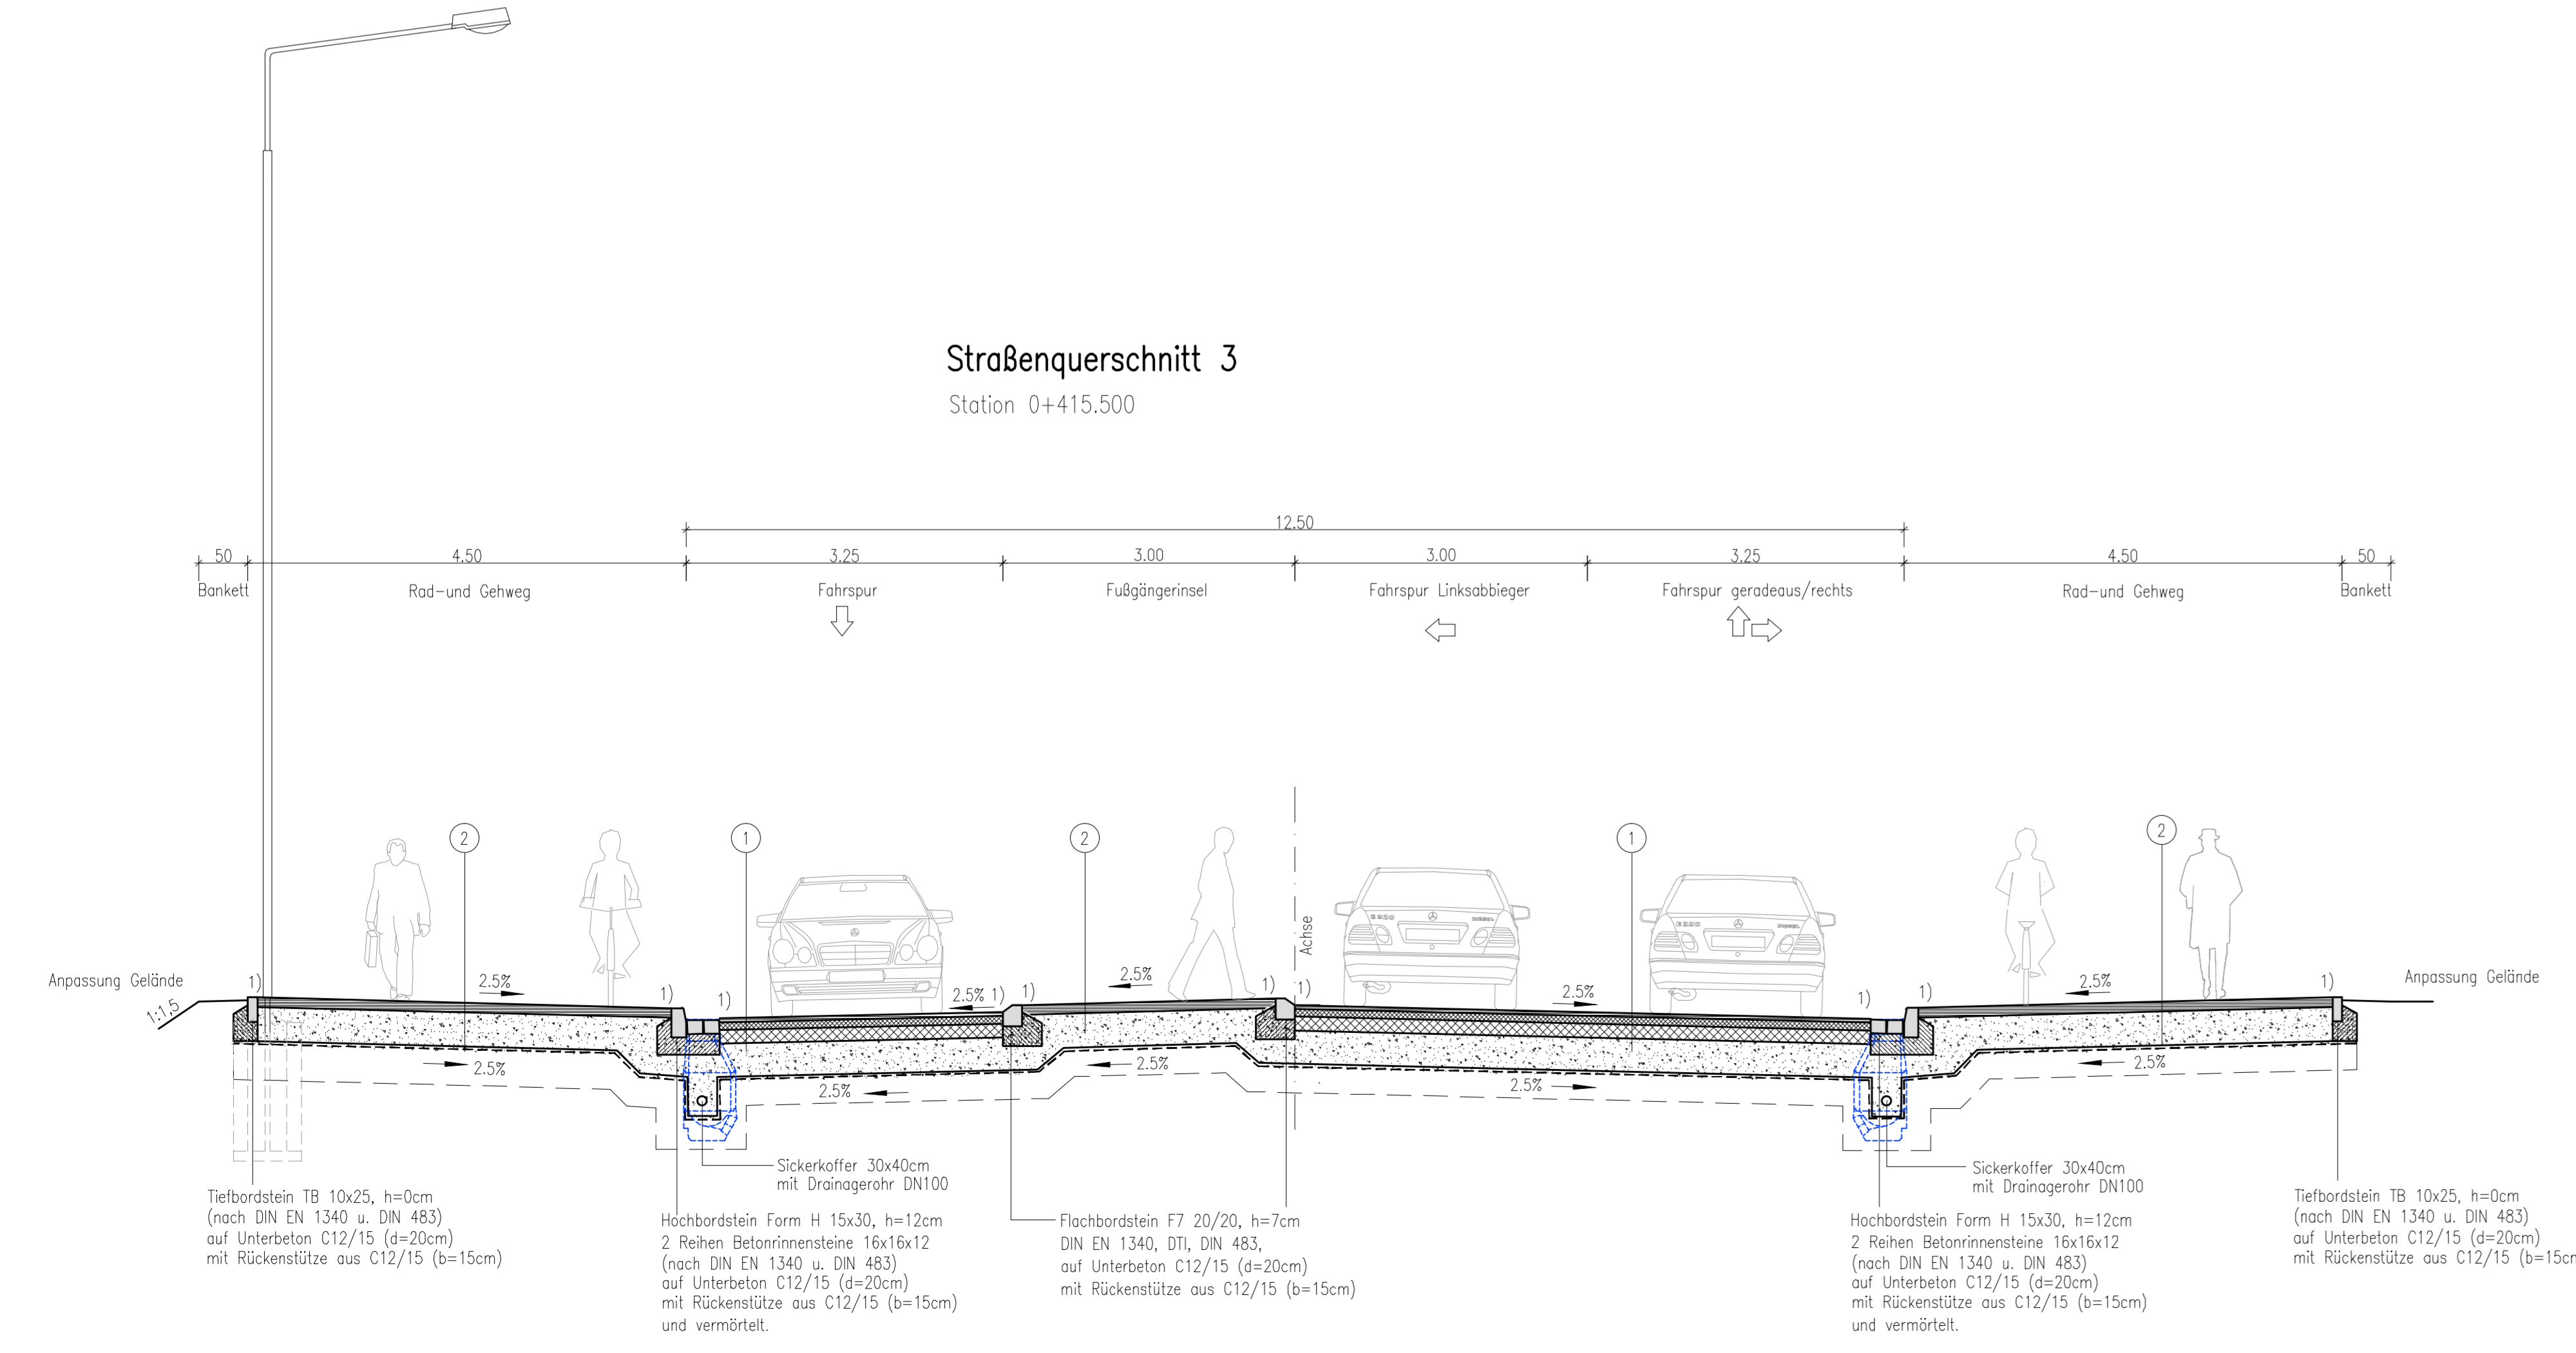 Straßenquerschnitt 3
Station 0+415.500
12.50
50 4.50 3.25 3.00 3.00 3.25 4.50 50
Bankett Rad-und Gehweg Fahrspur Fußgängerinsel Fahrspur Linksabbieger Fahrspur geradeaus/rechts Rad-und Gehweg Bankett
2 1 2 1 2
Achse
Anpassung Gelände
1:1,5
1) 2.5% 1) 1) 2.5% 1) 1) 2.5% 1) 1) 2.5% 1) 1) 2.5% 1)
Anpassung Gelände
2.5% 2.5% 2.5% 2.5% 2.5%
Sickerkoffer 30x40cm
mit Drainagerohr DN100
Sickerkoffer 30x40cm
mit Drainagerohr DN100
Tiefbordstein TB 10x25, h=0cm
(nach DIN EN 1340 u. DIN 483)
auf Unterbeton C12/15 (d=20cm)
mit Rückenstütze aus C12/15 (b=15cm)
Hochbordstein Form H 15x30, h=12cm
2 Reihen Betonrinnensteine 16x16x12
(nach DIN EN 1340 u. DIN 483)
auf Unterbeton C12/15 (d=20cm)
mit Rückenstütze aus C12/15 (b=15cm)
und vermörtelt.
Flachbordstein F7 20/20, h=7cm
DIN EN 1340, DTI, DIN 483,
auf Unterbeton C12/15 (d=20cm)
mit Rückenstütze aus C12/15 (b=15cm)
Hochbordstein Form H 15x30, h=12cm
2 Reihen Betonrinnensteine 16x16x12
(nach DIN EN 1340 u. DIN 483)
auf Unterbeton C12/15 (d=20cm)
mit Rückenstütze aus C12/15 (b=15cm)
und vermörtelt.
Tiefbordstein TB 10x25, h=0cm
(nach DIN EN 1340 u. DIN 483)
auf Unterbeton C12/15 (d=20cm)
mit Rückenstütze aus C12/15 (b=15cm